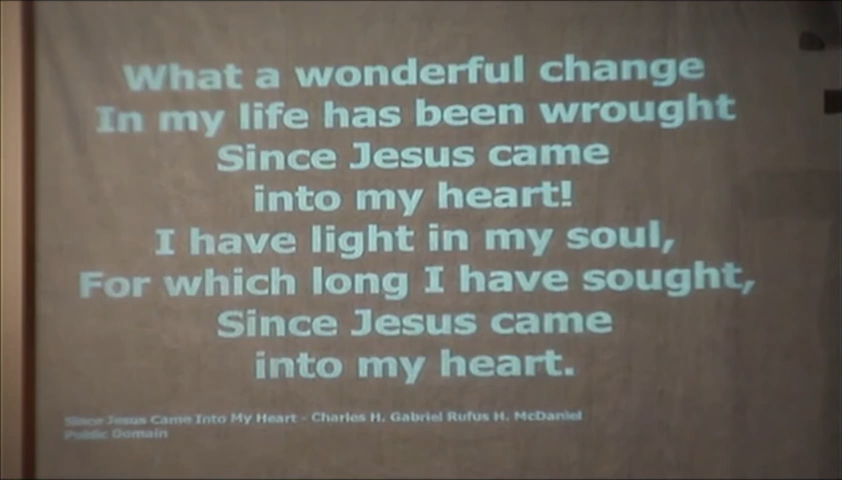 What a wonderful change
In my life has been wrought
Since Jesus came
into my heart!
I have light in my soul,
For which long I have sought,
Since Jesus came
into my heart.
Since Jesus Came Into My Heart - Charles H. Gabriel Rufus H. McDaniel
Public Domain